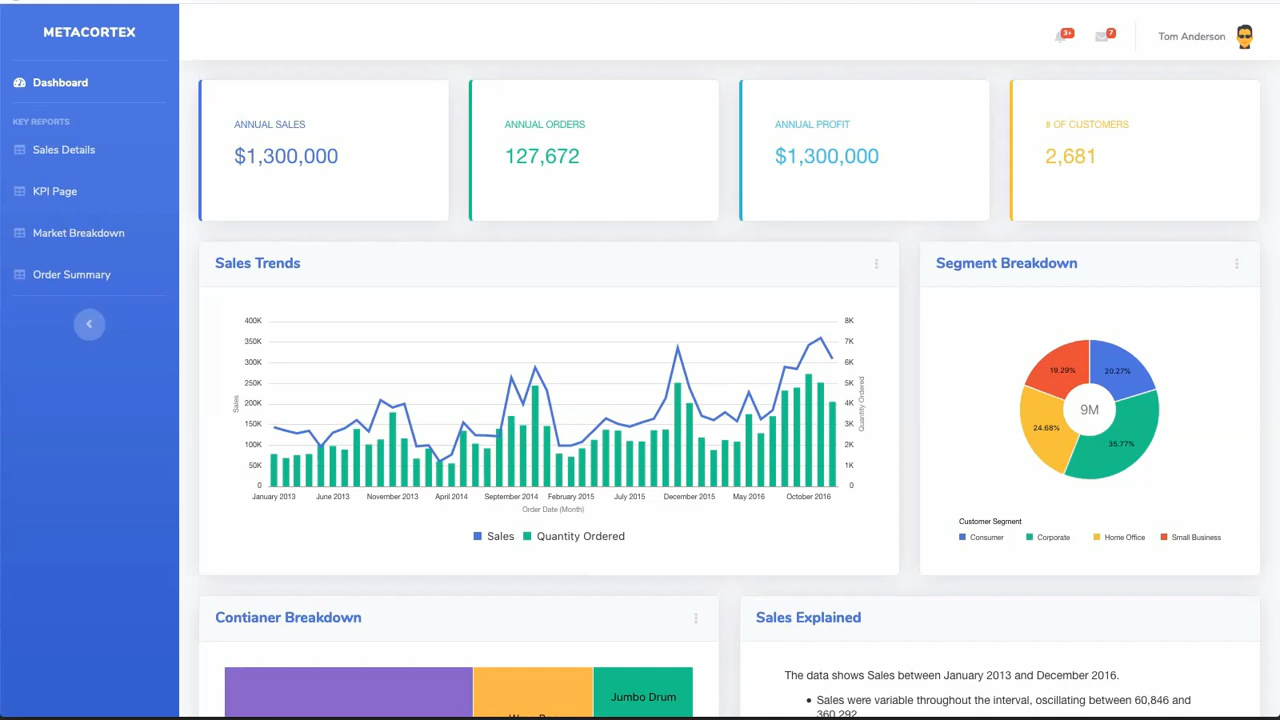 METACORTEX
3+
7
Tom Anderson
Dashboard
KEY REPORTS
Sales Details
KPI Page
Market Breakdown
Order Summary
ANNUAL SALES
$1,300,000
ANNUAL ORDERS
127,672
ANNUAL PROFIT
$1,300,000
# OF CUSTOMERS
2,681
Sales Trends
400K
350K
300K
250K
200K
150K
100K
50K
0
Sales
8K
7K
6K
5K
4K
3K
2K
1K
0
Quantity Ordered
January 2013 June 2013 November 2013 April 2014 September 2014 February 2015 July 2015 December 2015 May 2016 October 2016
Order Date (Month)
Sales Quantity Ordered
Segment Breakdown
19.29% 20.27%
9M
24.68%
35.77%
Customer Segment
Consumer Corporate Home Office Small Business
Contianer Breakdown
Jumbo Drum
Sales Explained
The data shows Sales between January 2013 and December 2016.
Sales were variable throughout the interval, oscillating between 60,846 and
360,292